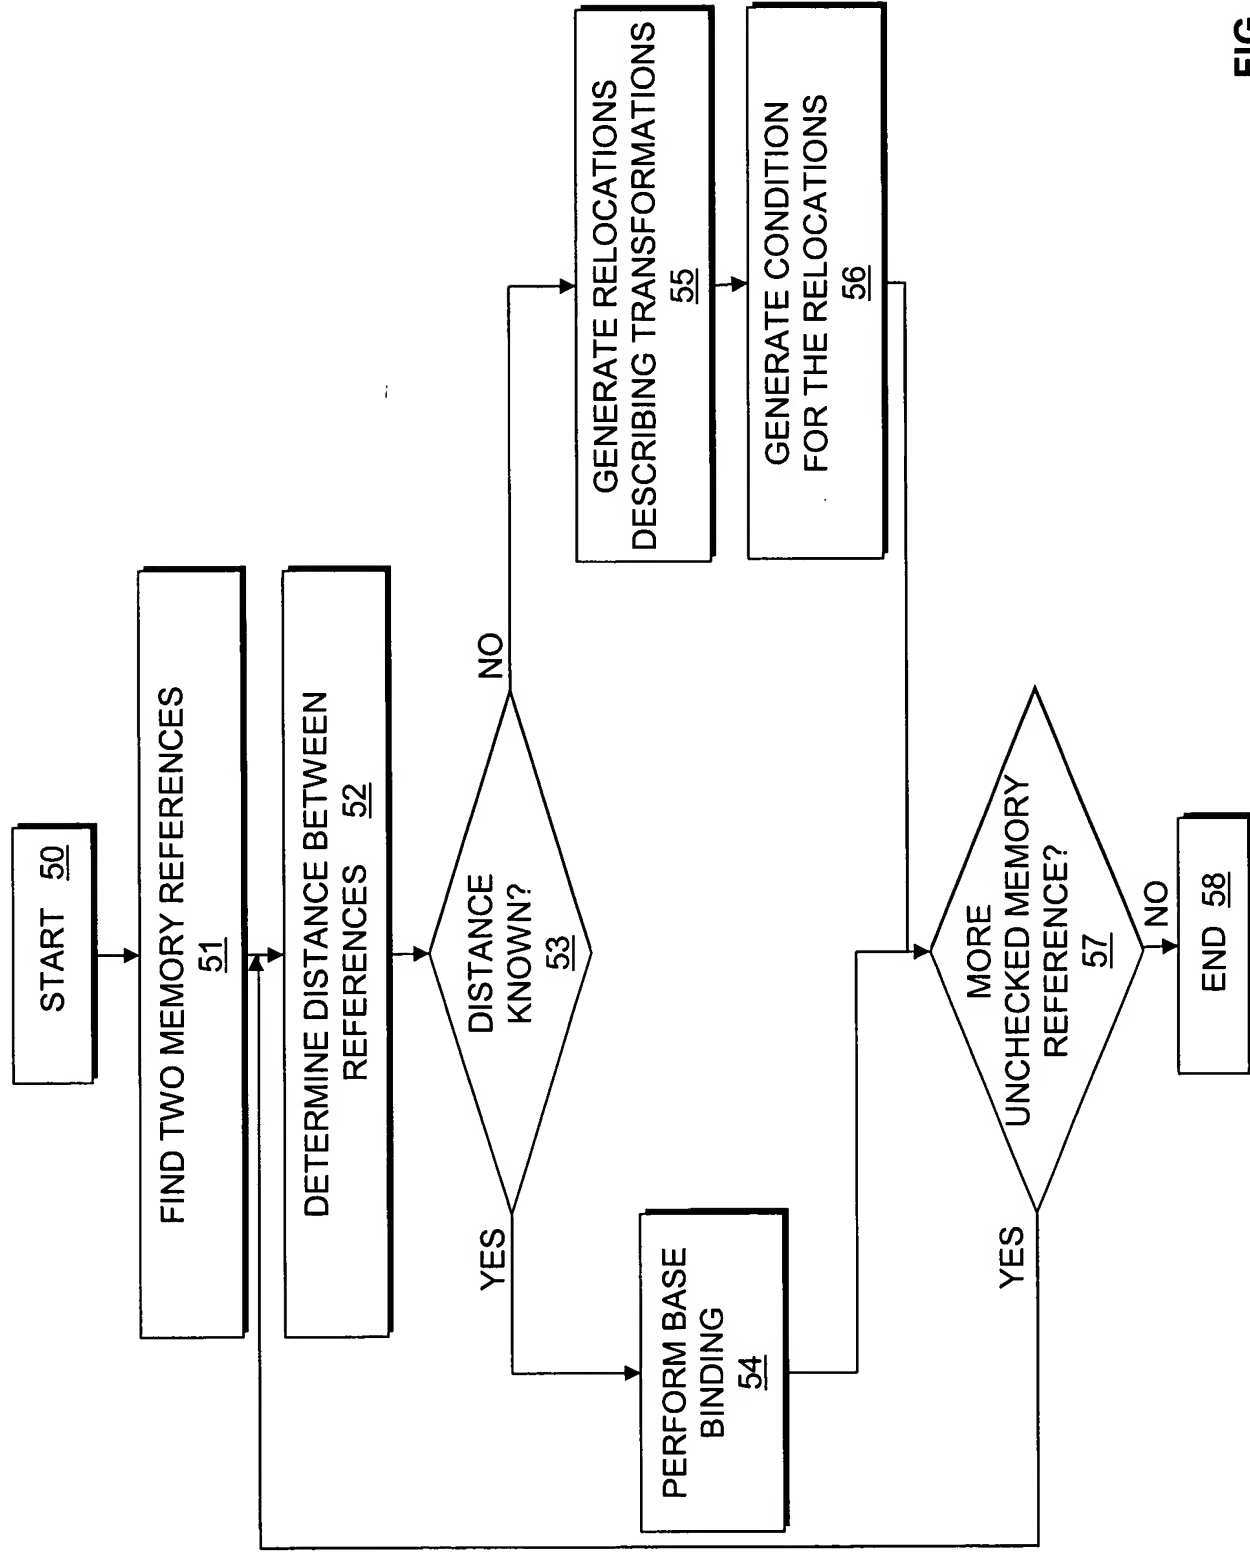 START 50
FIND TWO MEMORY REFERENCES
51
DETERMINE DISTANCE BETWEEN
REFERENCES 52
DISTANCE
KNOWN?
53
YES
NO
PERFORM BASE
BINDING
54
GENERATE RELOCATIONS
DESCRIBING TRANSFORMATIONS
55
GENERATE CONDITION
FOR THE RELOCATIONS
56
MORE
UNCHECKED MEMORY
REFERENCE?
57
YES
NO
END 58
FIG